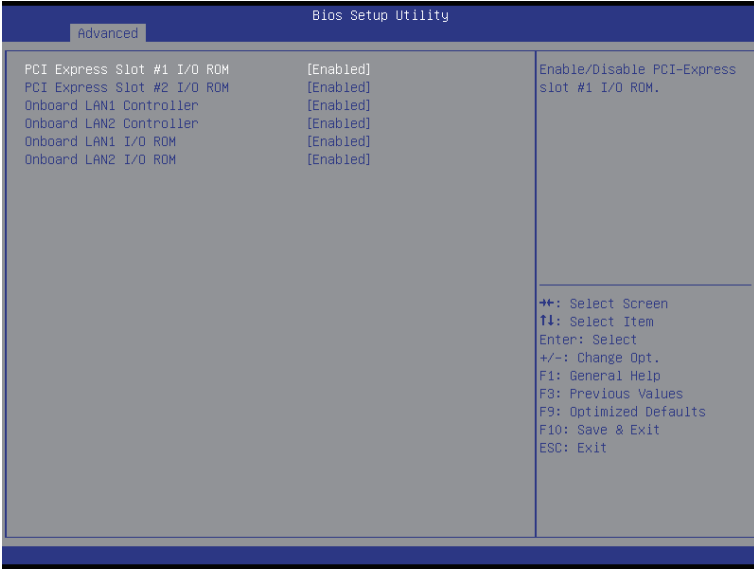 Bios Setup Utility
Advanced
PCI Express Slot #1 I/O ROM [Enabled]
PCI Express Slot #2 I/O ROM [Enabled]
Onboard LAN1 Controller [Enabled]
Onboard LAN2 Controller [Enabled]
Onboard LAN1 I/O ROM [Enabled]
Onboard LAN2 I/O ROM [Enabled]
Enable/Disable PCI-Express
slot #1 I/O ROM.
→←: Select Screen
↑↓: Select Item
Enter: Select
+/-: Change Opt.
F1: General Help
F3: Previous Values
F9: Optimized Defaults
F10: Save & Exit
ESC: Exit